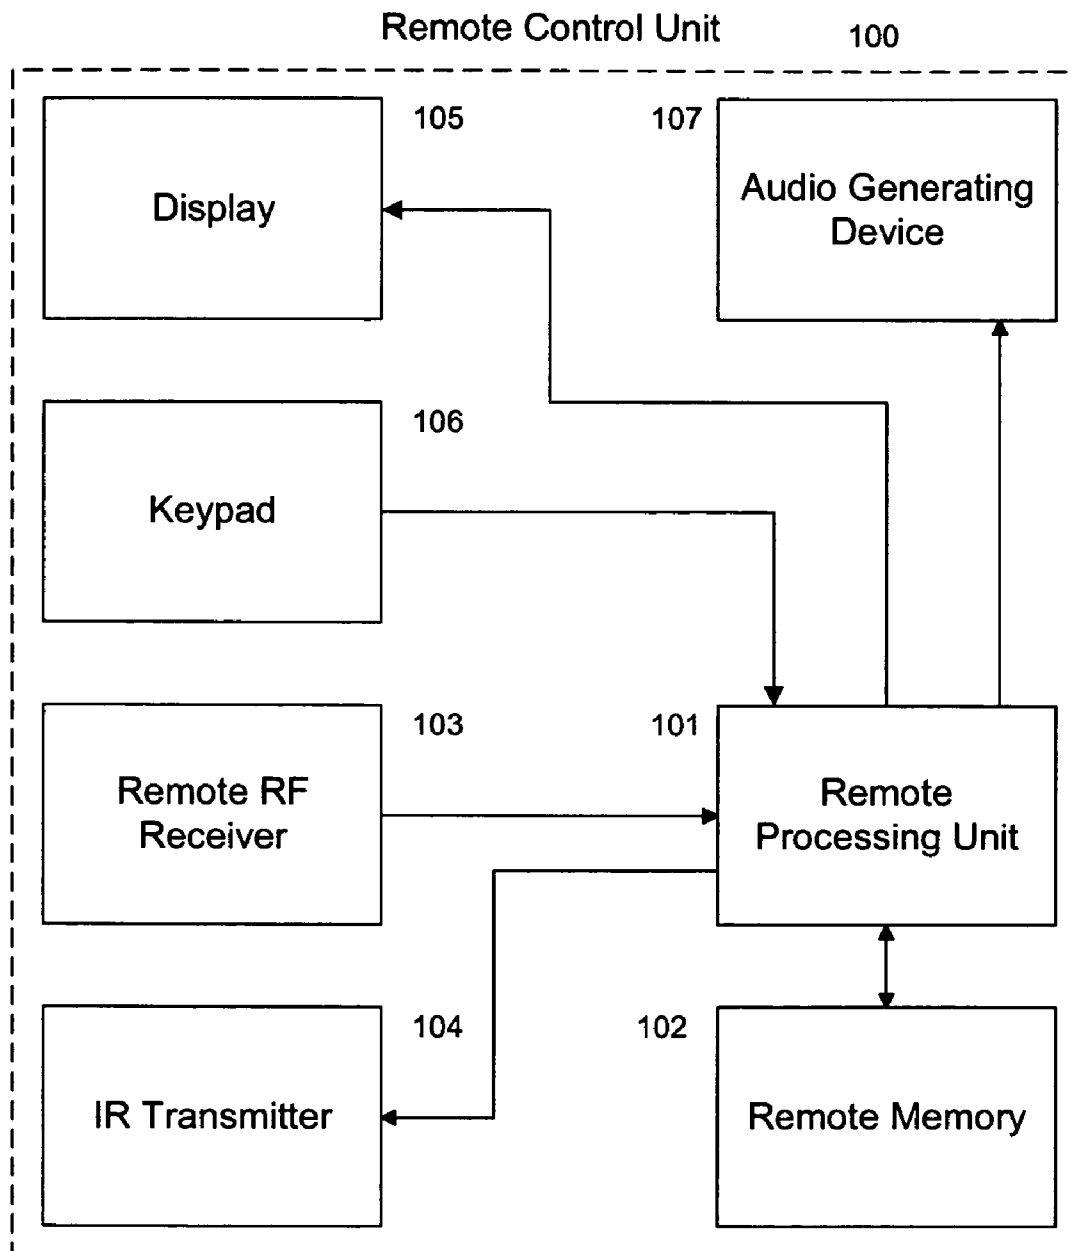 Remote Control Unit 100
105
107
Display
Audio Generating
Device
106
Keypad
103
101
Remote RF
Receiver
Remote
Processing Unit
104
102
IR Transmitter
Remote Memory